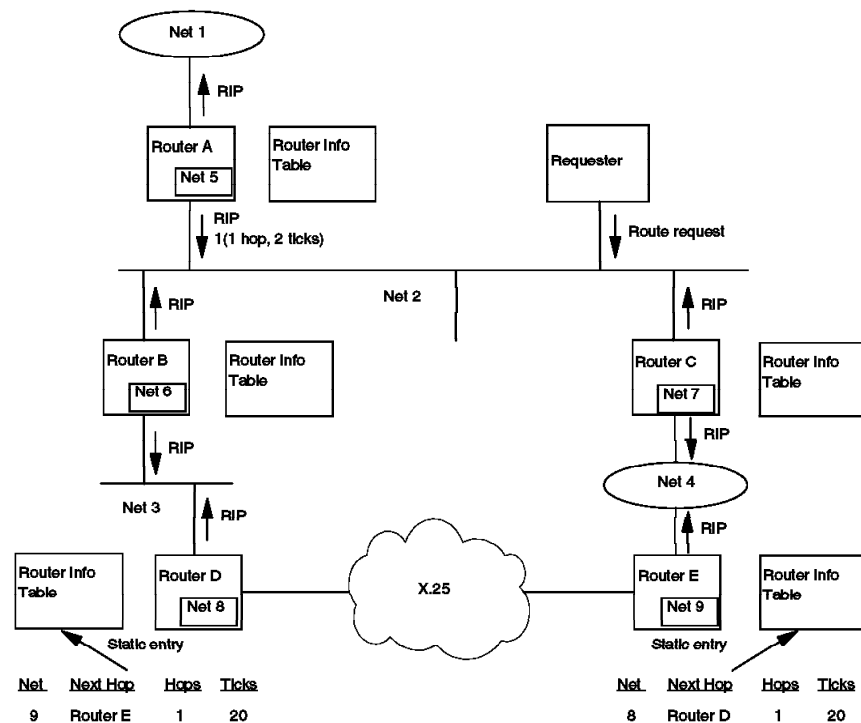 Net 1
RIP
Router A
Net 5
Router Info
Table
Requester
RIP
1(1 hop, 2 ticks)
Route request
Net 2
RIP
RIP
Router B
Net 6
Router Info
Table
Router C
Net 7
Router Info
Table
RIP
RIP
Net 3
Net 4
RIP
RIP
Router Info
Table
Router D
Net 8
X.25
Router E
Net 9
Router Info
Table
Static entry
Static entry
Net Next Hop Hops Ticks
9 Router E 1 20
Net Next Hop Hops Ticks
8 Router D 1 20